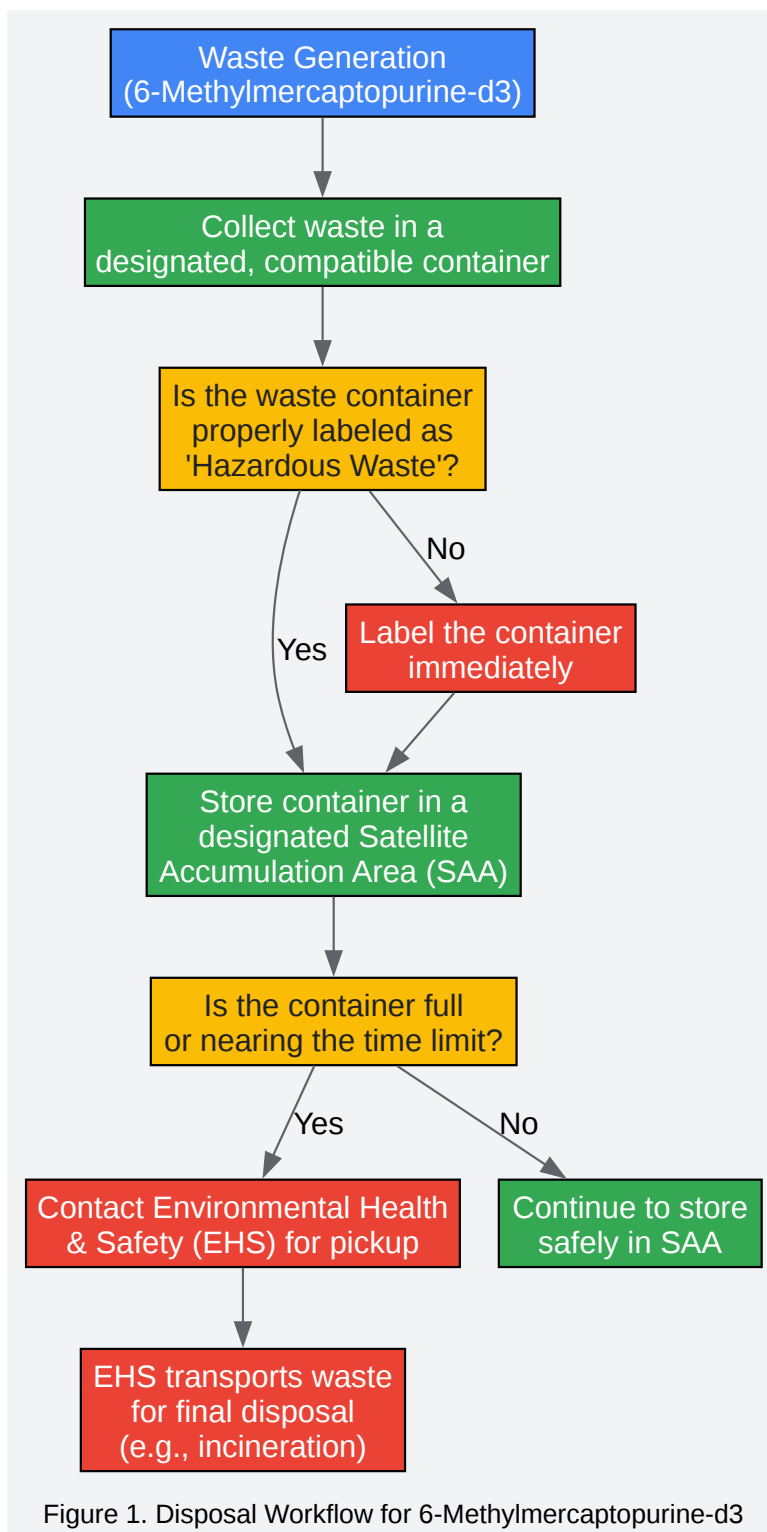 Waste Generation
(6-Methylmercaptopurine-d3)
Collect waste in a
designated, compatible container
Is the waste container
properly labeled as
'Hazardous Waste'?
No
Label the container
immediately
Yes
Store container in a
designated Satellite
Accumulation Area (SAA)
Is the container full
or nearing the time limit?
Yes
No
Contact Environmental Health
& Safety (EHS) for pickup
Continue to store
safely in SAA
EHS transports waste
for final disposal
(e.g., incineration)
Figure 1. Disposal Workflow for 6-Methylmercaptopurine-d3